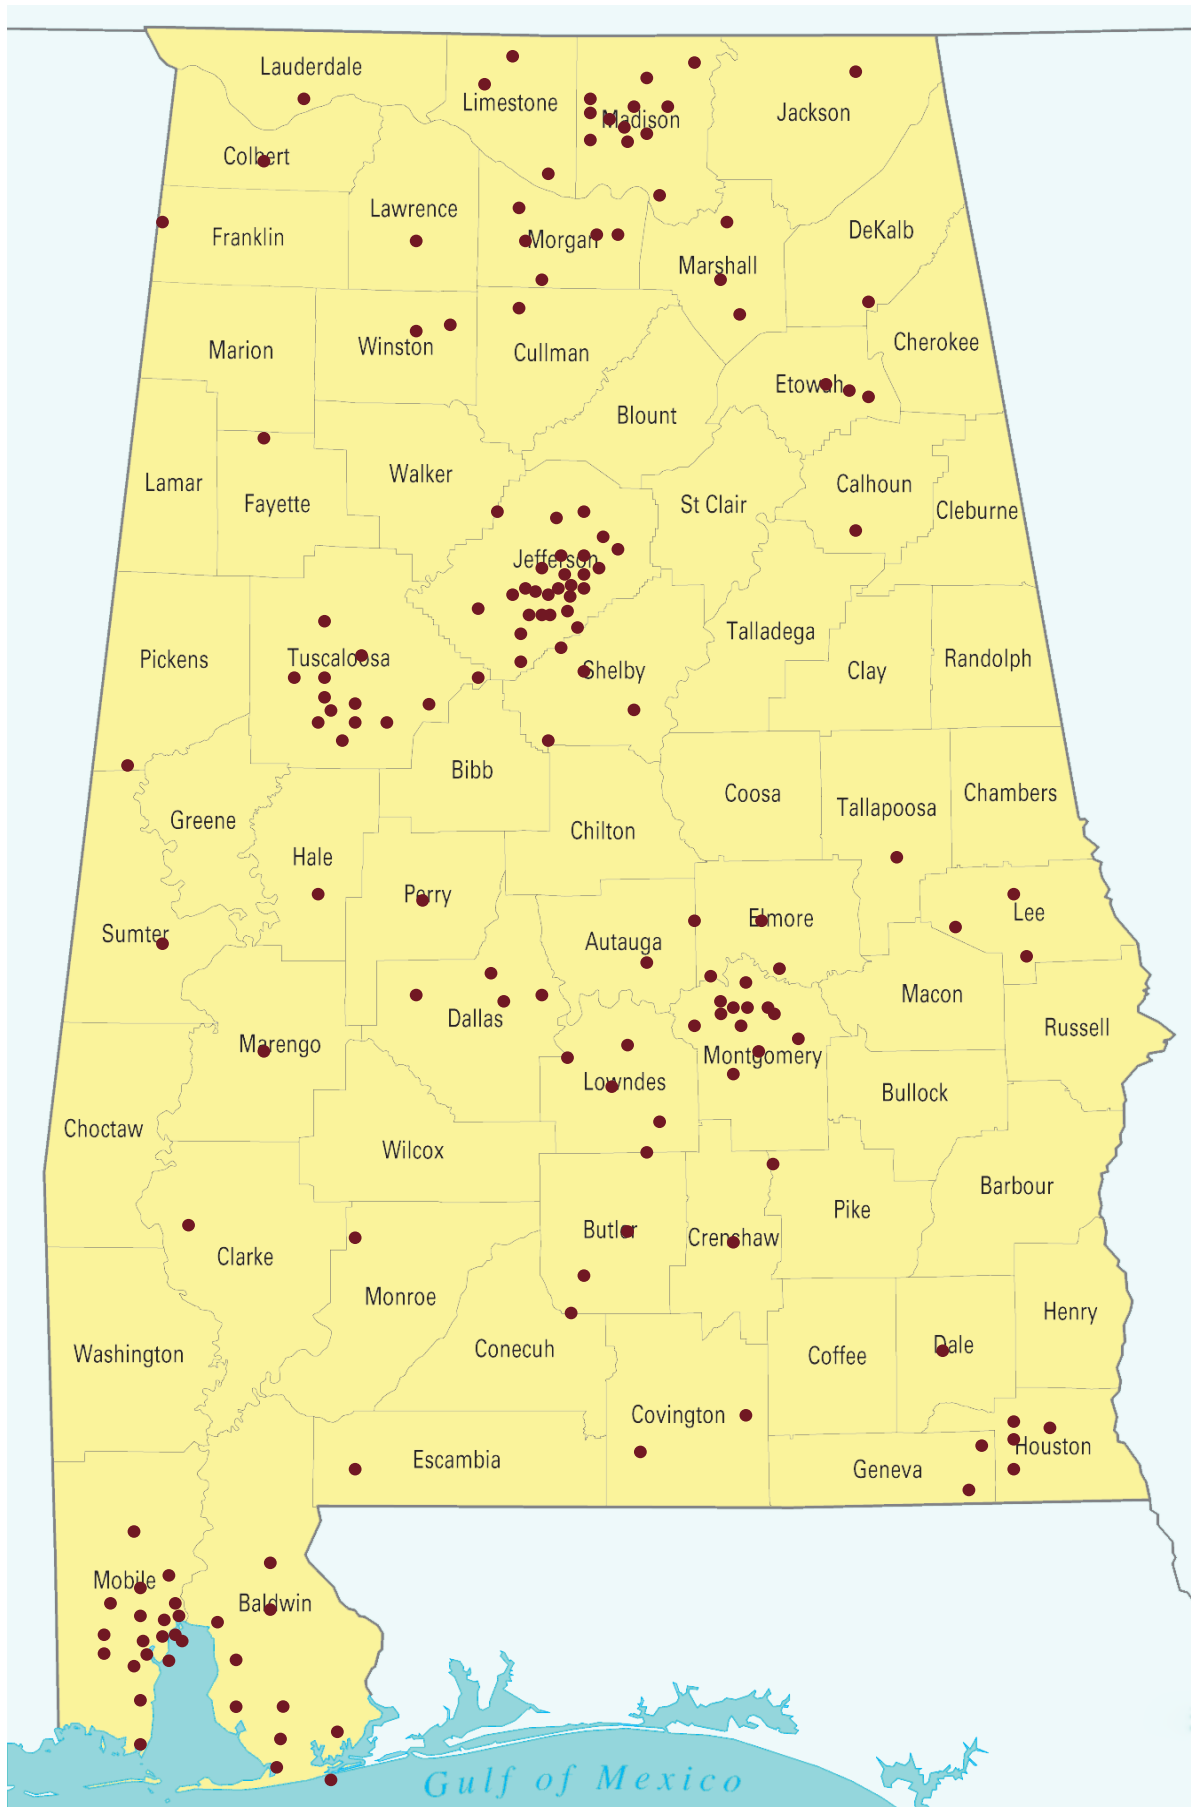 Lauderdale
Limestone
Madison
Jackson
Colbert
Lawrence
Franklin
Morgan
DeKalb
Marshall
Marion
Winston
Cullman
Cherokee
Etowah
Blount
Lamar
Fayette
Walker
St Clair
Calhoun
Cleburne
Jefferson
Pickens
Tuscaloosa
Shelby
Talladega
Clay
Randolph
Bibb
Greene
Coosa
Tallapoosa
Chambers
Hale
Chilton
Perry
Sumter
Autauga
Elmore
Lee
Dallas
Macon
Russell
Marengo
Lowndes
Montgomery
Bullock
Choctaw
Wilcox
Barbour
Clarke
Butler
Crenshaw
Pike
Monroe
Washington
Conecuh
Coffee
Dale
Henry
Covington
Escambia
Geneva
Houston
Mobile
Baldwin
Gulf of Mexico